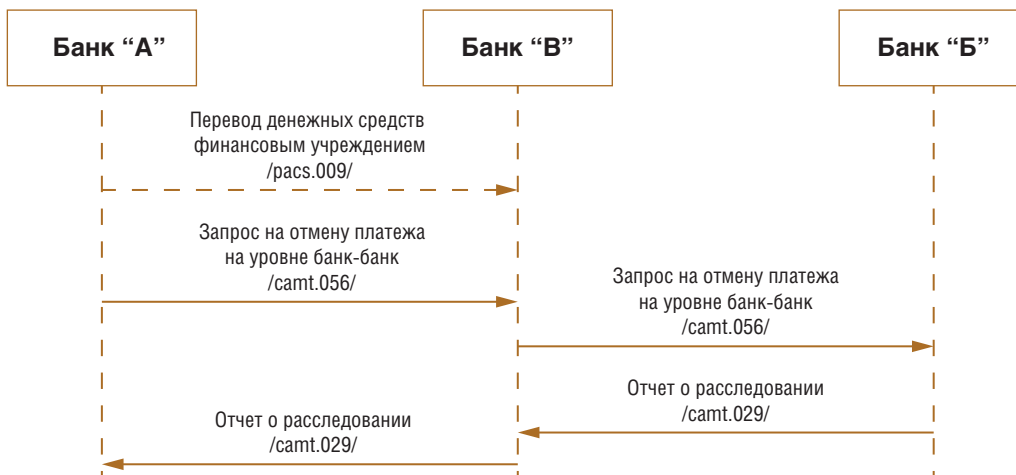 Банк “А”
Банк “В”
Банк “Б”
Перевод денежных средств
финансовым учреждением
/pacs.009/
Запрос на отмену платежа
на уровне банк-банк
/camt.056/
Запрос на отмену платежа
на уровне банк-банк
/camt.056/
Отчет о расследовании
/camt.029/
Отчет о расследовании
/camt.029/